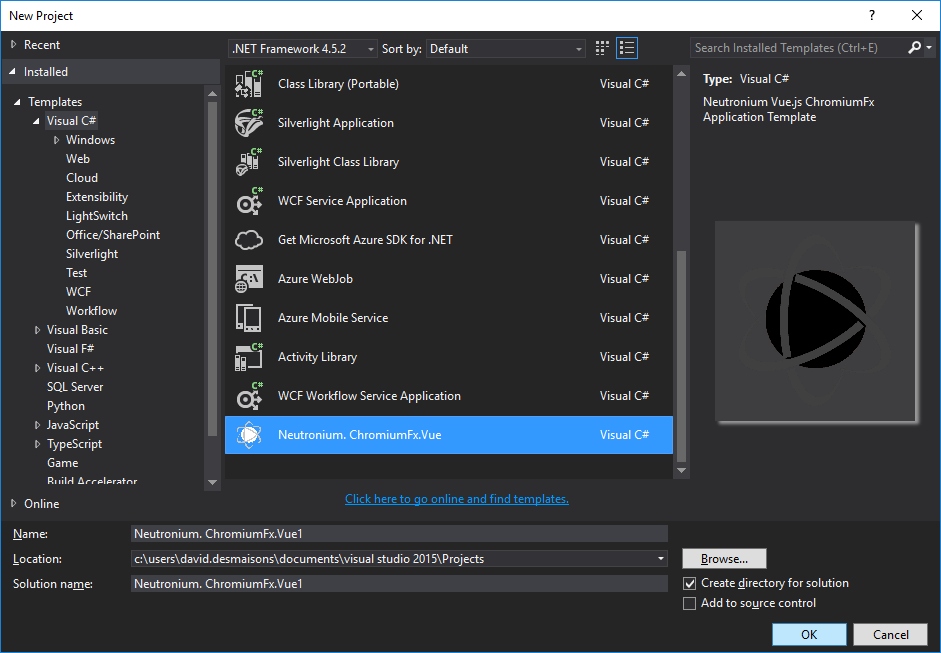 New Project
?
Recent
Installed
Templates
Visual C#
Windows
Web
Cloud
Extensibility
LightSwitch
Office/SharePoint
Silverlight
Test
WCF
Workflow
Visual Basic
Visual F#
Visual C++
SQL Server
Python
JavaScript
TypeScript
Game
Build Accelerator
Online
.NET Framework 4.5.2
Sort by: Default
Class Library (Portable) Visual C#
Silverlight Application Visual C#
Silverlight Class Library Visual C#
WCF Service Application Visual C#
Get Microsoft Azure SDK for .NET Visual C#
Azure WebJob Visual C#
Azure Mobile Service Visual C#
Activity Library Visual C#
WCF Workflow Service Application Visual C#
Neutronium. ChromiumFx.Vue Visual C#
Click here to go online and find templates.
Search Installed Templates (Ctrl+E)
Type: Visual C#
Neutronium Vue.js ChromiumFx
Application Template
Name: Neutronium. ChromiumFx.Vue1
Location: c:\users\david.desmaisons\documents\visual studio 2015\Projects
Browse...
Solution name: Neutronium. ChromiumFx.Vue1
Create directory for solution
Add to source control
OK
Cancel